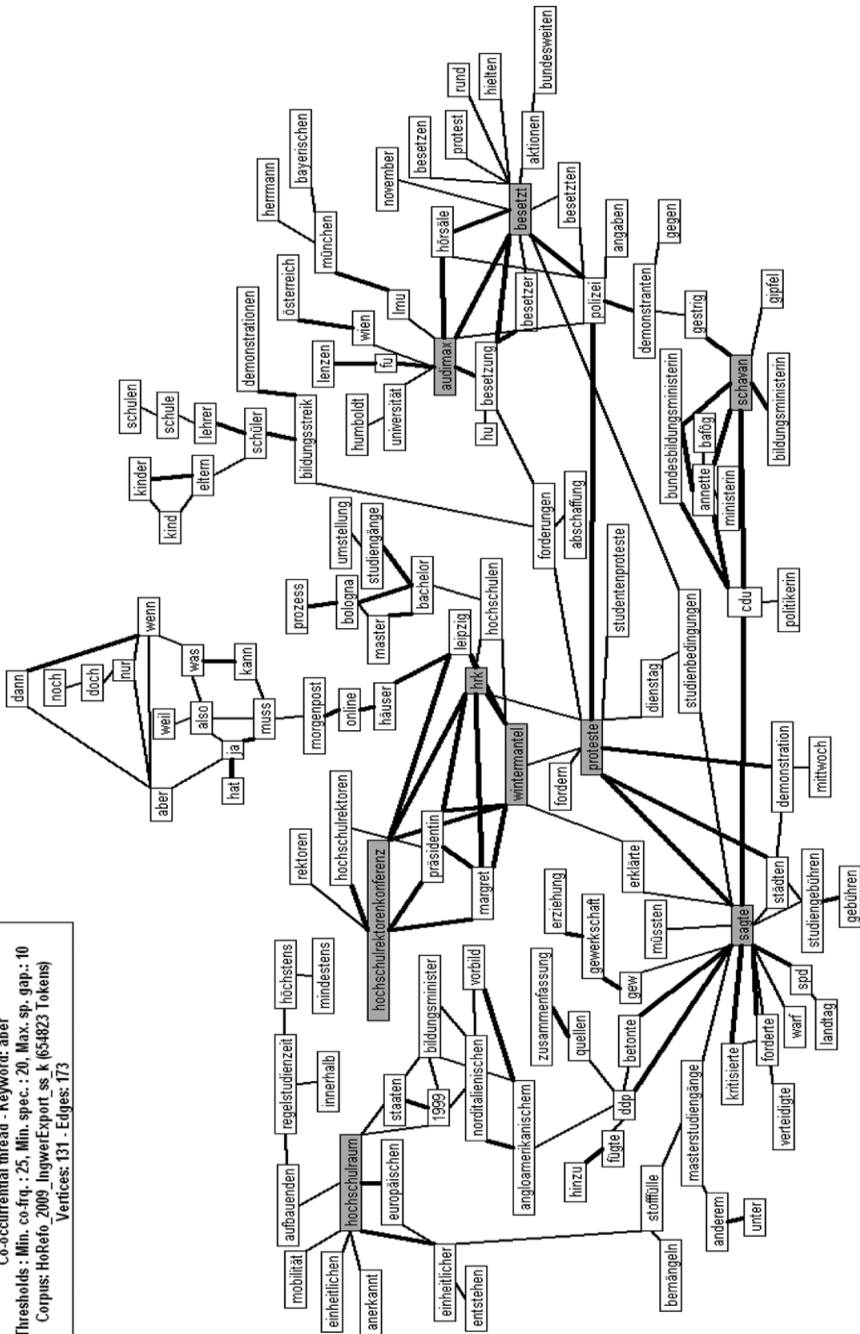 Co-occurrential thread - Keyword: aber
Thresholds : Min. co-frq. : 25, Min. spec. : 20, Max. sp. gap.: 10
Corpus: HoRefo_2009_IngwerExport_ss_k (654823 Tokens)
Vertices: 131 - Edges: 173
dann
noch
doch
nur
wenn
aber
weil
also
was
kann
hat
ja
muss
morgenpost
online
häuser
leipzig
kinder
kind
eltern
schulen
schule
lehrer
schüler
demonstrationen
bildungsstreik
herrmann
bayerischen
münchen
lmu
österreich
wien
lenzen
fu
humboldt
universität
audimax
hu
besetzung
hörsäle
besetzer
november
besetzen
protest
rund
hielten
besetzt
aktionen
bundesweiten
besetzten
polizei
angaben
demonstranten
gegen
gestrig
schavan
gipfel
bildungsministerin
bundesbildungsministerin
bafög
annette
ministerin
cdu
politikerin
prozess
bologna
umstellung
studiengänge
master
bachelor
hochschulen
hrk
wintermantel
forderungen
abschaffung
studentenproteste
dienstag
studienbedingungen
proteste
fordern
rektoren
hochschulrektoren
hochschulrektorenkonferenz
präsidentin
margret
erklärte
demonstration
mittwoch
städten
studiengebühren
gebühren
müssten
sagte
erziehung
gewerkschaft
gew
zusammenfassung
quellen
betonte
ddp
fügte
hinzu
kritisierte
forderte
verteidigte
warf
spd
landtag
höchstens
mindestens
regelstudienzeit
innerhalb
aufbauenden
mobilität
einheitlichen
anerkannt
hochschulraum
europäischen
einheitlicher
entstehen
staaten
1999
bildungsminister
norditalienischen
vorbild
angloamerikanischem
stofffülle
bemängeln
masterstudiengänge
anderem
unter